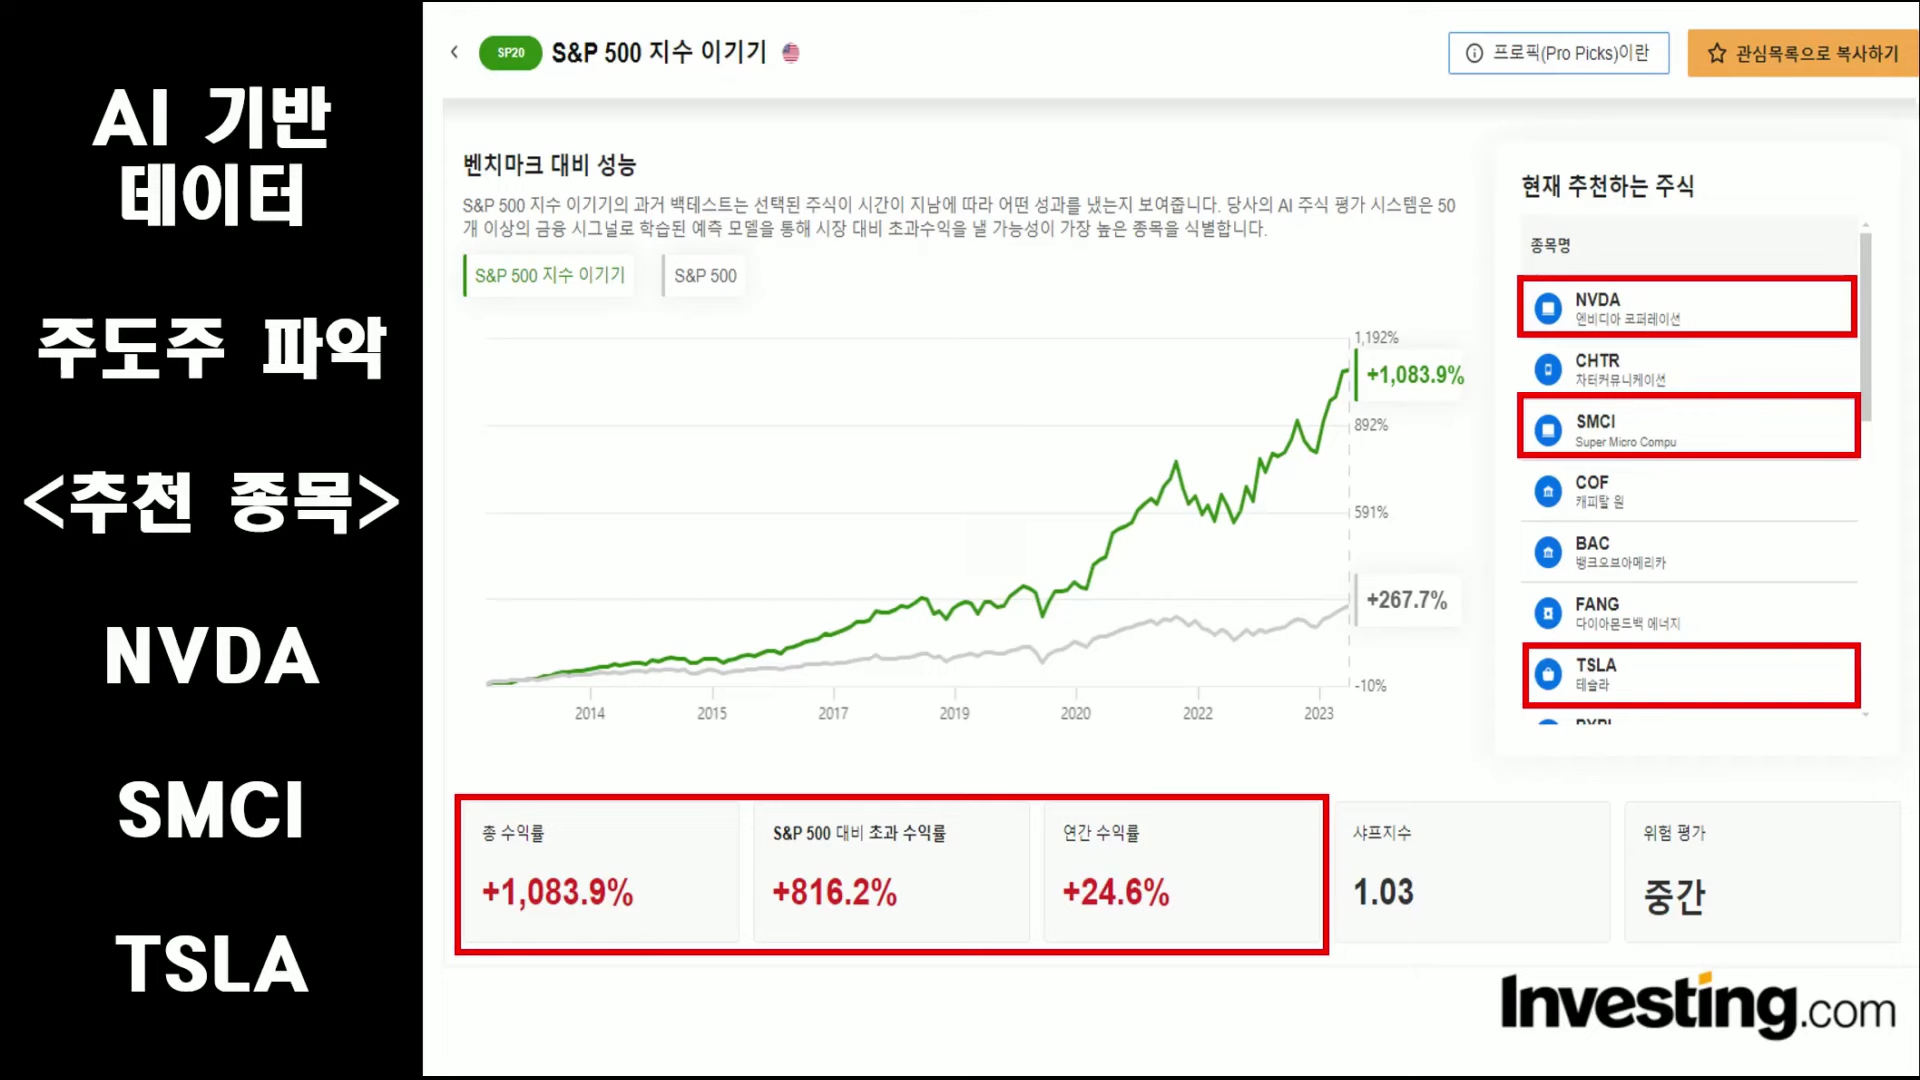 AI 기반
데이터
주도주 파악
<추천 종목>
NVDA
SMCI
TSLA
SP20
S&P 500 지수 이기기
프로픽(Pro Picks)이란
관심목록으로 복사하기
벤치마크 대비 성능
S&P 500 지수 이기기의 과거 백테스트는 선택된 주식이 시간이 지남에 따라 어떤 성과를 냈는지 보여줍니다. 당사의 AI 주식 평가 시스템은 50
개 이상의 금융 시그널로 학습된 예측 모델을 통해 시장 대비 초과수익을 낼 가능성이 가장 높은 종목을 식별합니다.
S&P 500 지수 이기기
S&P 500
1,192%
+1,083.9%
892%
591%
+267.7%
-10%
2014
2015
2017
2019
2020
2022
2023
현재 추천하는 주식
종목명
NVDA
엔비디아 코퍼레이션
CHTR
차터커뮤니케이션
SMCI
Super Micro Compu
COF
캐피탈 원
BAC
뱅크오브아메리카
FANG
다이아몬드백 에너지
TSLA
테슬라
총 수익률
+1,083.9%
S&P 500 대비 초과 수익률
+816.2%
연간 수익률
+24.6%
샤프지수
1.03
위험 평가
중간
Investing.com